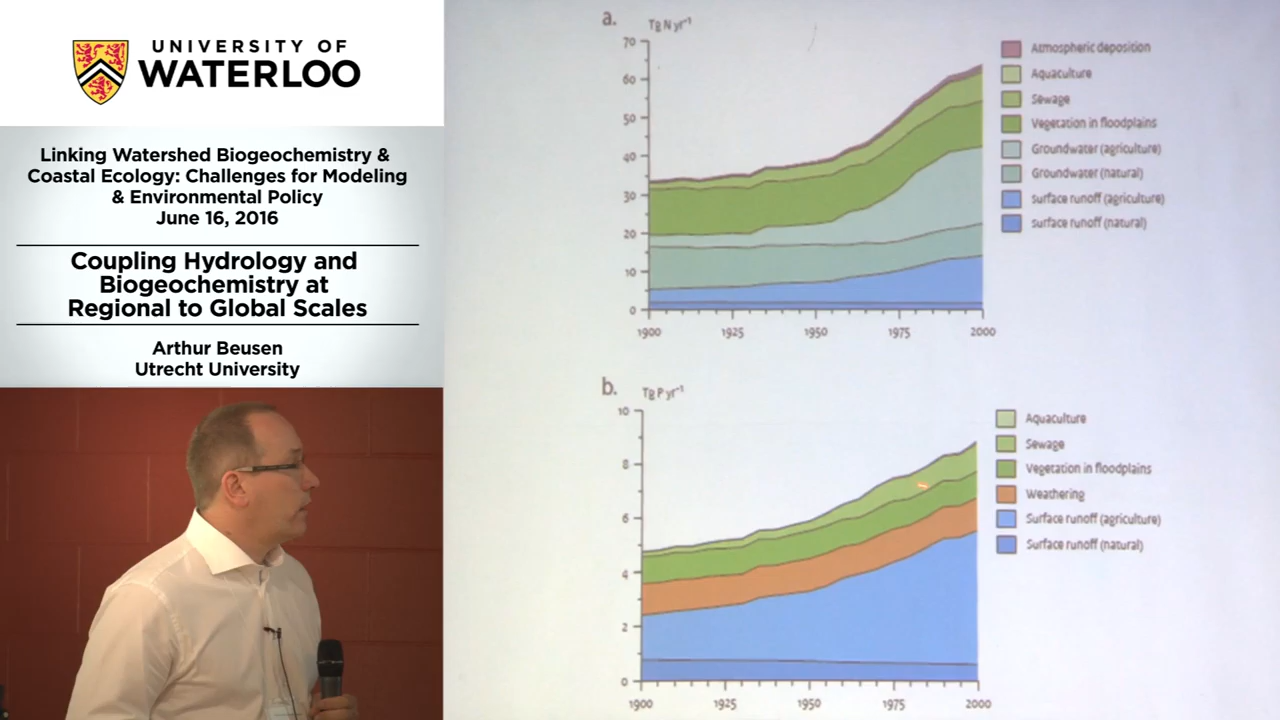 UNIVERSITY OF
WATERLOO
Linking Watershed Biogeochemistry &
Coastal Ecology: Challenges for Modeling
& Environmental Policy
June 16, 2016
Coupling Hydrology and
Biogeochemistry at
Regional to Global Scales
Arthur Beusen
Utrecht University
a.
Tg N yr⁻¹
70
60
50
40
30
20
10
0
1900 1925 1950 1975 2000
Atmospheric deposition
Aquaculture
Sewage
Vegetation in floodplains
Groundwater (agriculture)
Groundwater (natural)
Surface runoff (agriculture)
Surface runoff (natural)
b.
Tg P yr⁻¹
10
8
6
4
2
0
1900 1925 1950 1975 2000
Aquaculture
Sewage
Vegetation in floodplains
Weathering
Surface runoff (agriculture)
Surface runoff (natural)